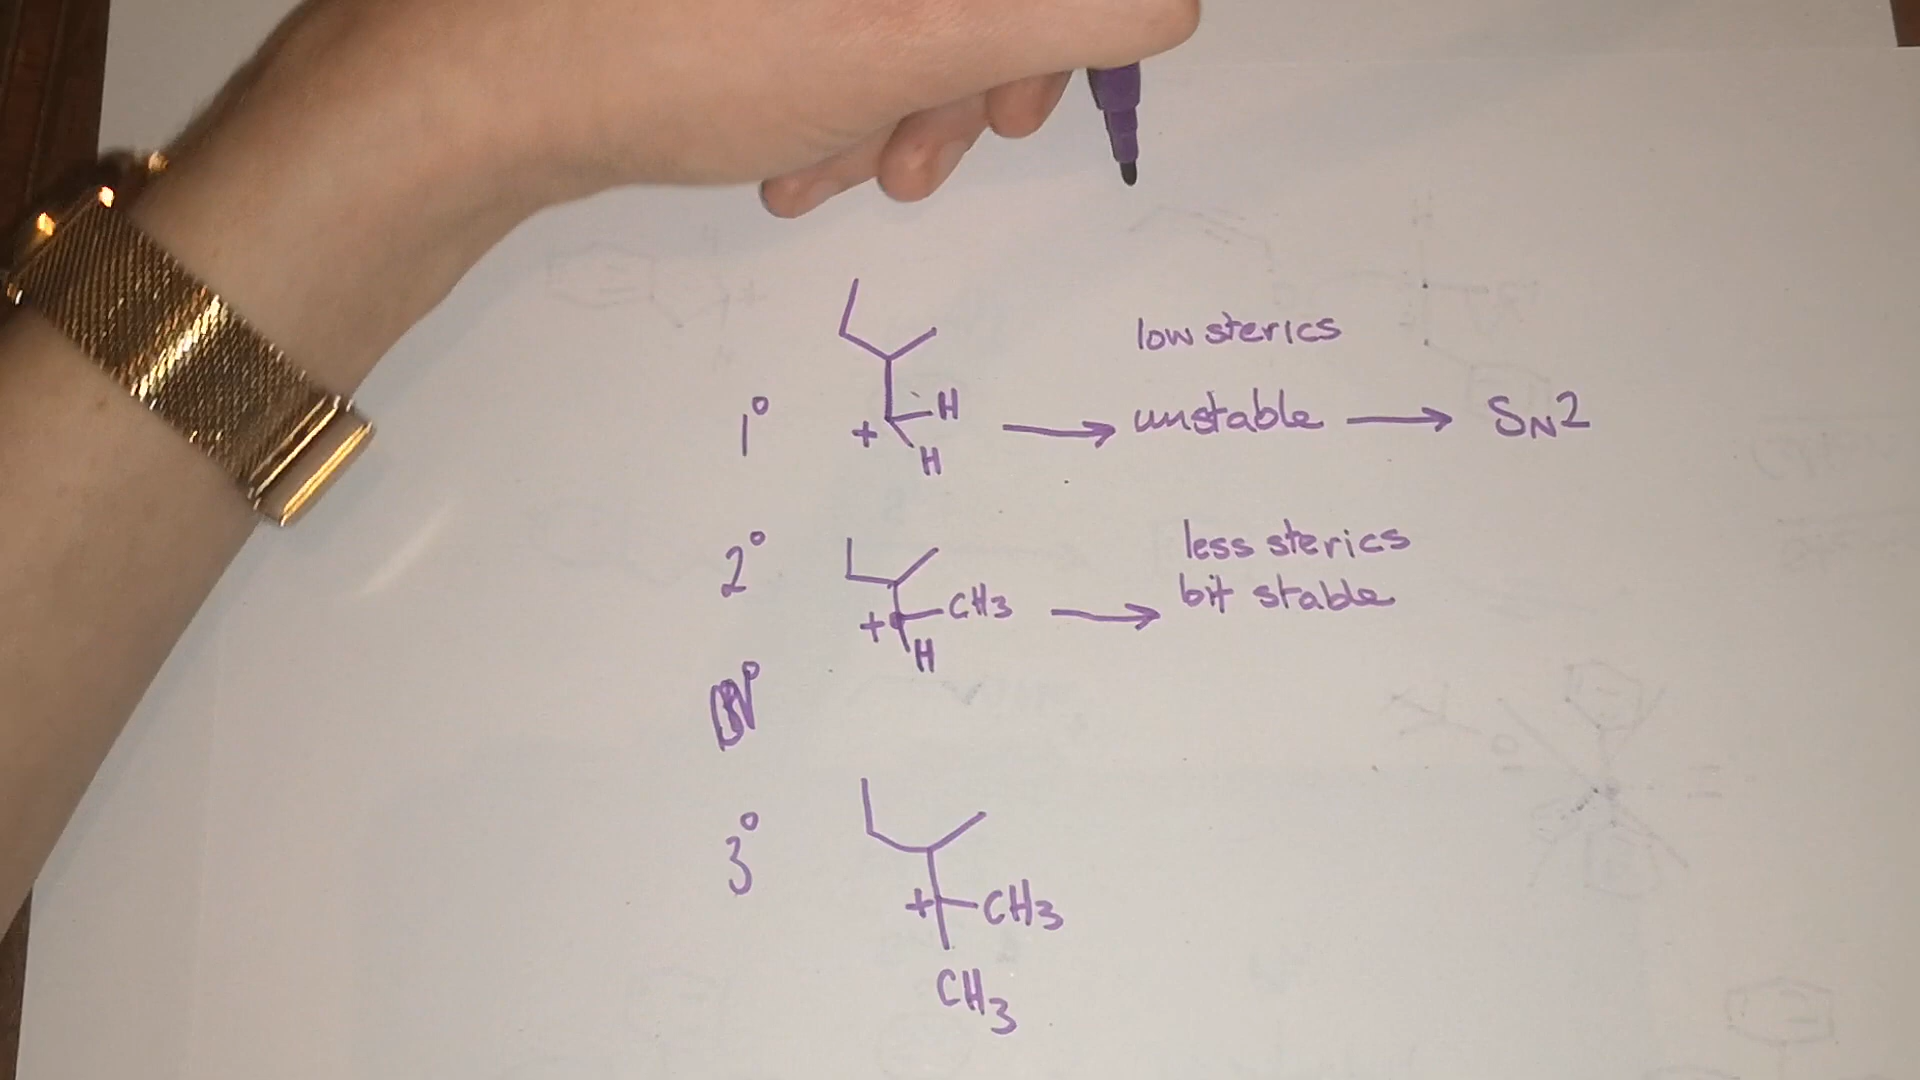 low sterics
1° + H H → unstable → SN2
less sterics
2° + CH3 H → bit stable
3° + CH3
CH3